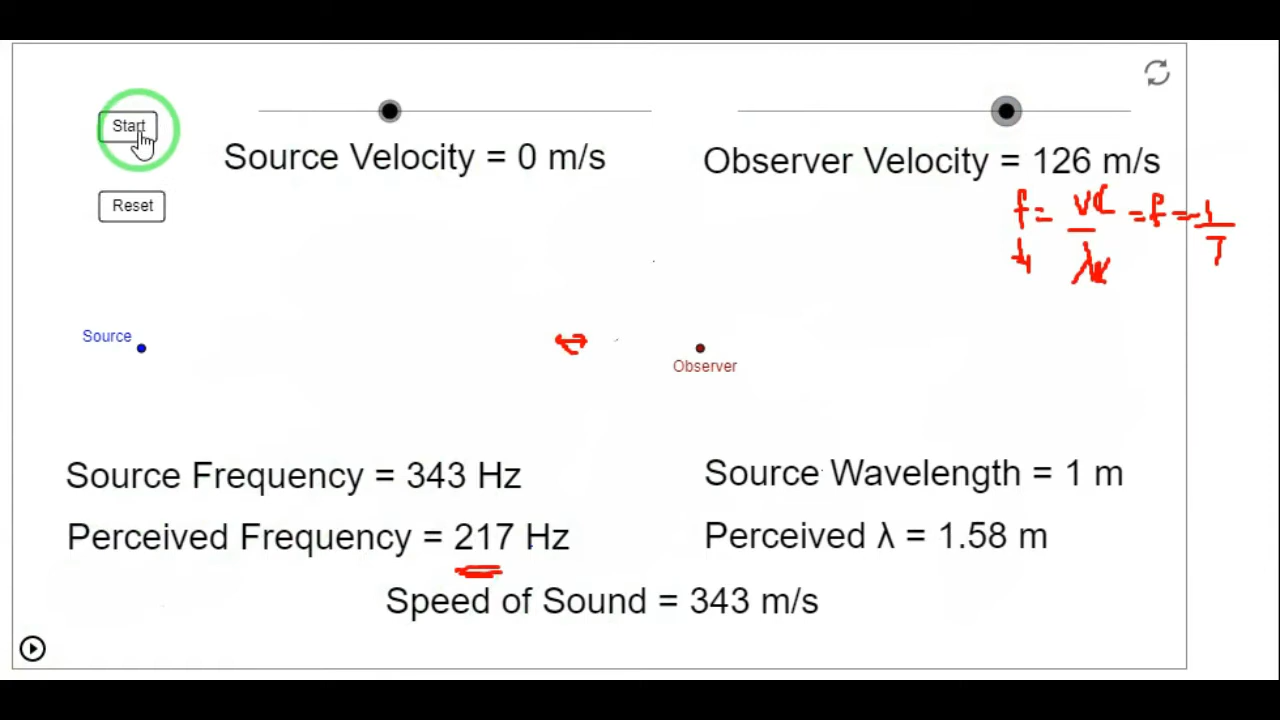 Start
Source Velocity = 0 m/s
Observer Velocity = 126 m/s
Reset
f = v / λ = f = 1 / T
Source
Observer
Source Frequency = 343 Hz
Source Wavelength = 1 m
Perceived Frequency = 217 Hz
Perceived λ = 1.58 m
Speed of Sound = 343 m/s